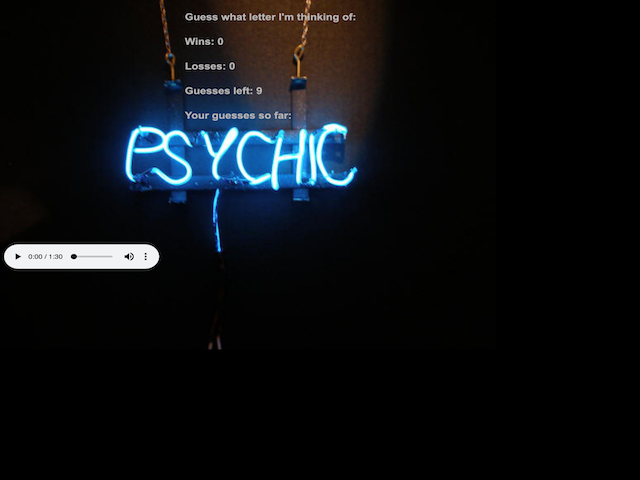 Guess what letter I'm thinking of:
Wins: 0
Losses: 0
Guesses left: 9
Your guesses so far:
PSYCHIC
0:00 / 1:30